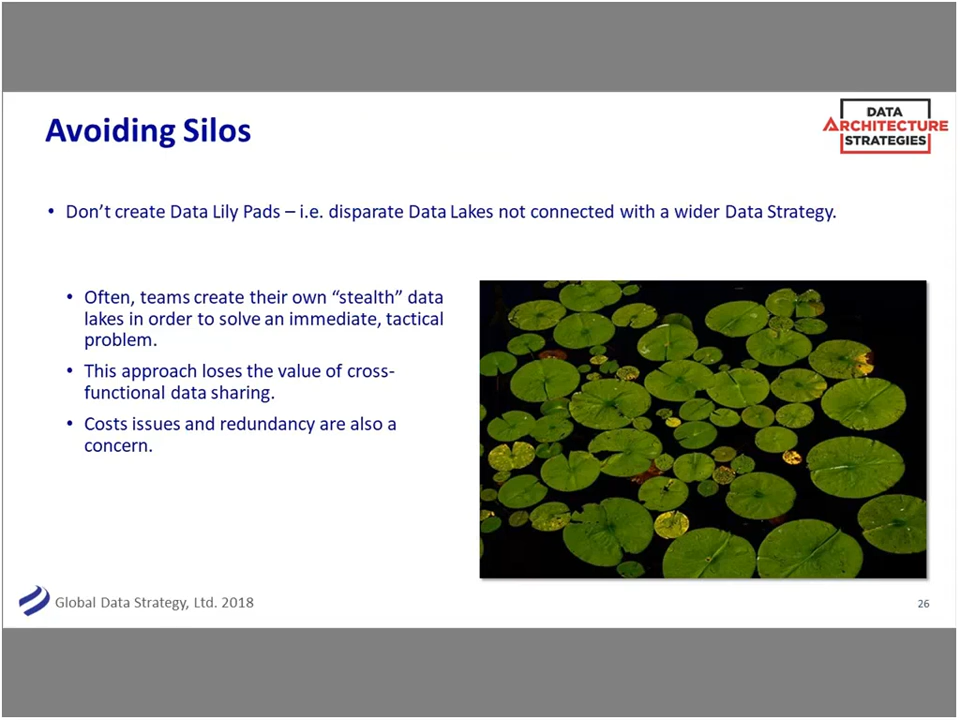 Avoiding Silos
DATA
ARCHITECTURE
STRATEGIES
• Don’t create Data Lily Pads – i.e. disparate Data Lakes not connected with a wider Data Strategy.
• Often, teams create their own “stealth” data
lakes in order to solve an immediate, tactical
problem.
• This approach loses the value of cross-
functional data sharing.
• Costs issues and redundancy are also a
concern.
Global Data Strategy, Ltd. 2018
26